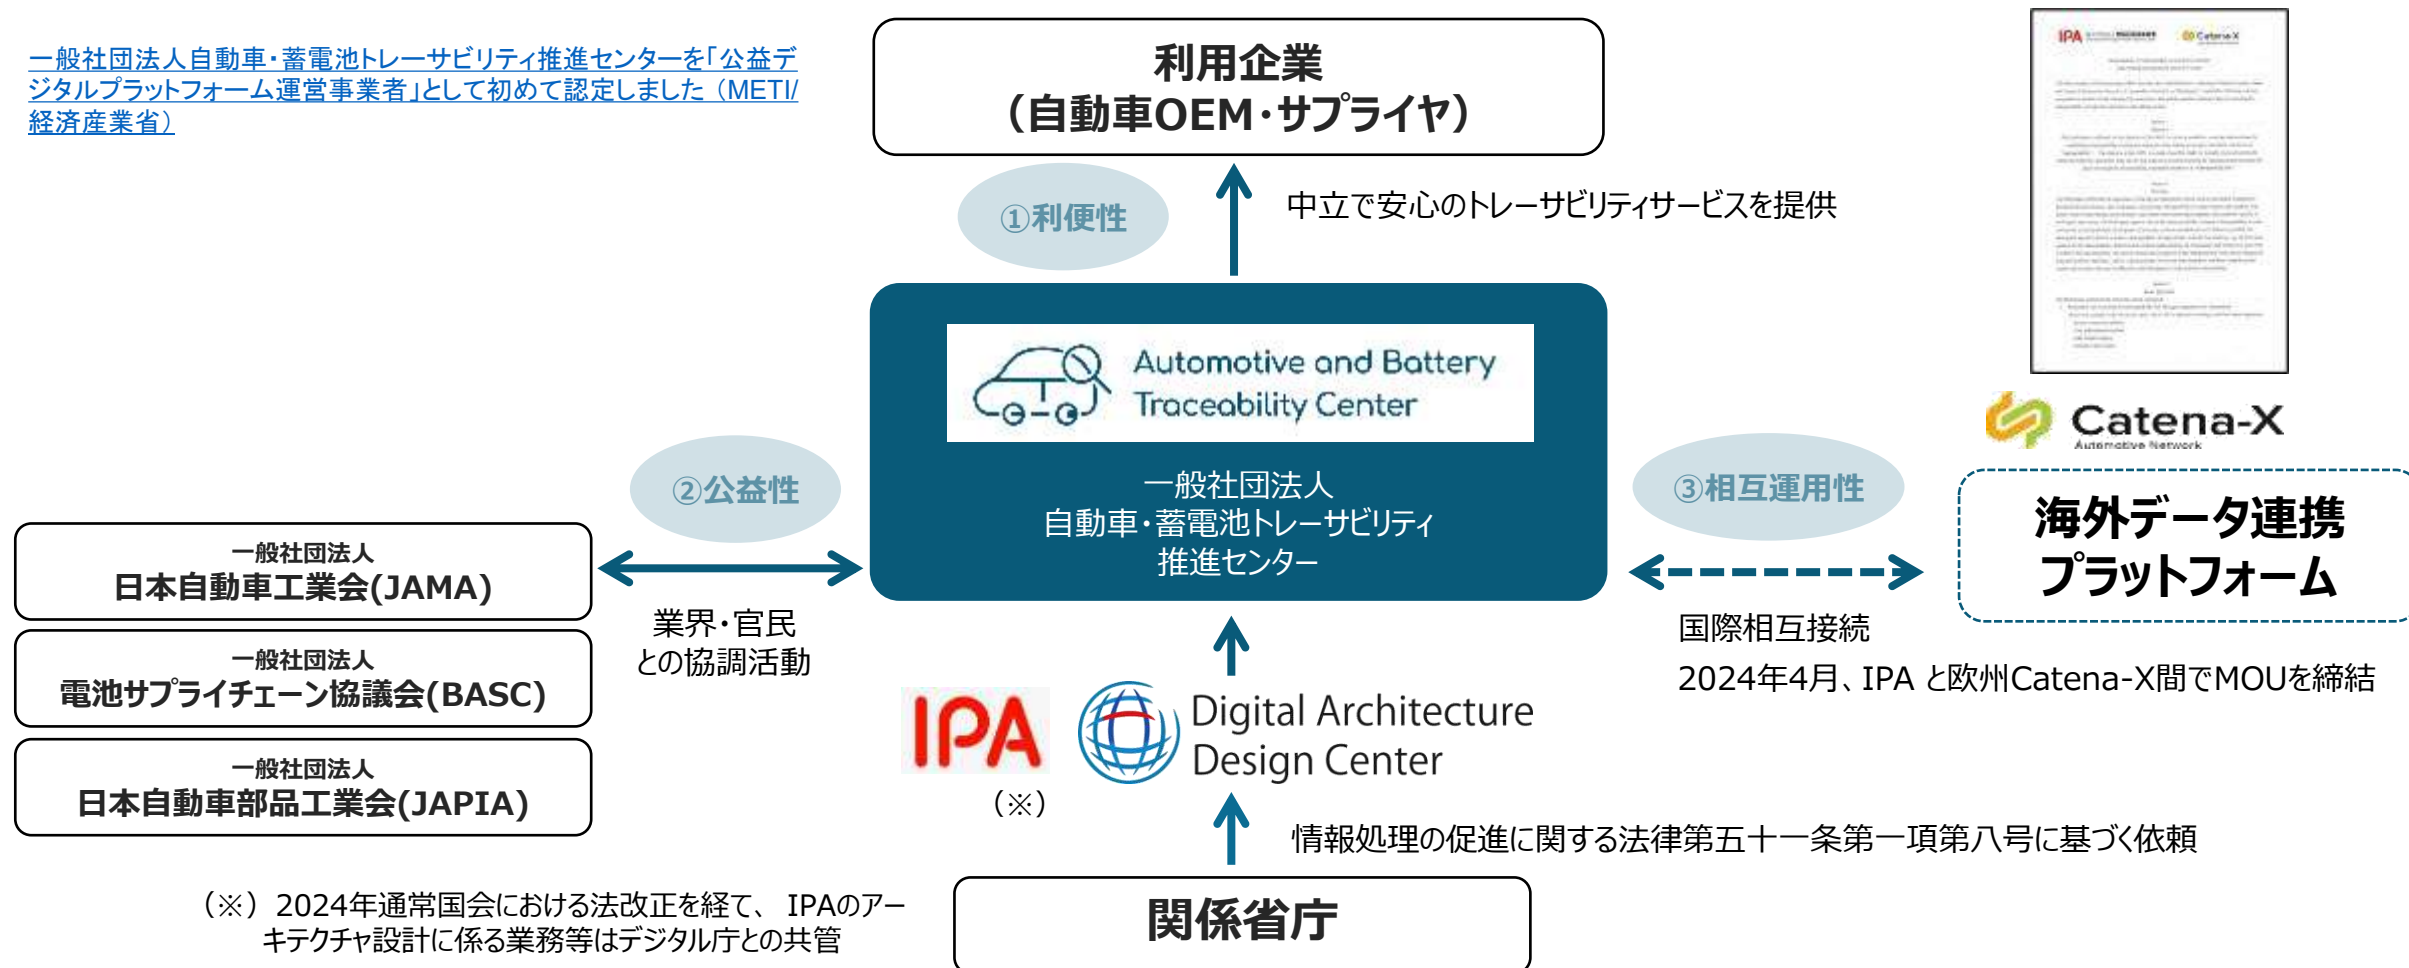 一般社団法人自動車・蓄電池トレーサビリティ推進センターを「公益デ
ジタルプラットフォーム運営事業者」として初めて認定しました（METI/
経済産業省）
利用企業
（自動車OEM・サプライヤ）
IPA
Catena-X
①利便性
中立で安心のトレーサビリティサービスを提供
Automotive and Battery
Traceability Center
一般社団法人
自動車・蓄電池トレーサビリティ
推進センター
Catena-X
Automotive Network
②公益性
③相互運用性
海外データ連携
プラットフォーム
一般社団法人
日本自動車工業会(JAMA)
一般社団法人
電池サプライチェーン協議会(BASC)
一般社団法人
日本自動車部品工業会(JAPIA)
業界・官民
との協調活動
国際相互接続
2024年4月、IPA と欧州Catena-X間でMOUを締結
IPA
Digital Architecture
Design Center
（※）
情報処理の促進に関する法律第五十一条第一項第八号に基づく依頼
（※）2024年通常国会における法改正を経て、 IPAのアー
キテクチャ設計に係る業務等はデジタル庁との共管
関係省庁